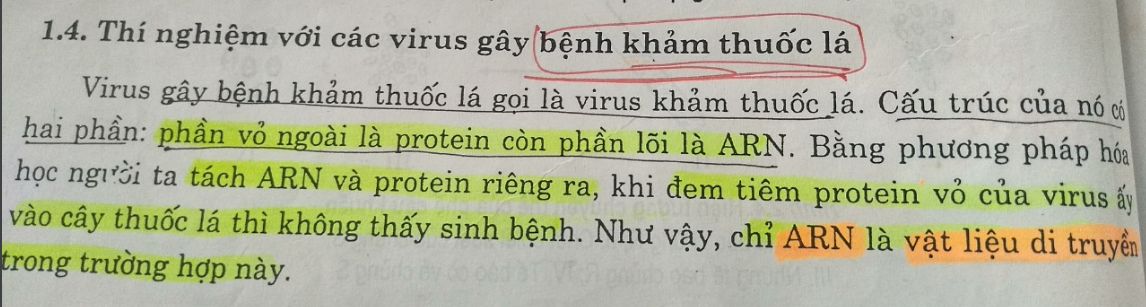 1.4. Thí nghiệm với các virus gây bệnh khảm thuốc lá
Virus gây bệnh khảm thuốc lá gọi là virus khảm thuốc lá. Cấu trúc của nó có
hai phần: phần vỏ ngoài là protein còn phần lõi là ARN. Bằng phương pháp hóa
học người ta tách ARN và protein riêng ra, khi đem tiêm protein vỏ của virus ấy
vào cây thuốc lá thì không thấy sinh bệnh. Như vậy, chỉ ARN là vật liệu di truyền
trong trường hợp này.